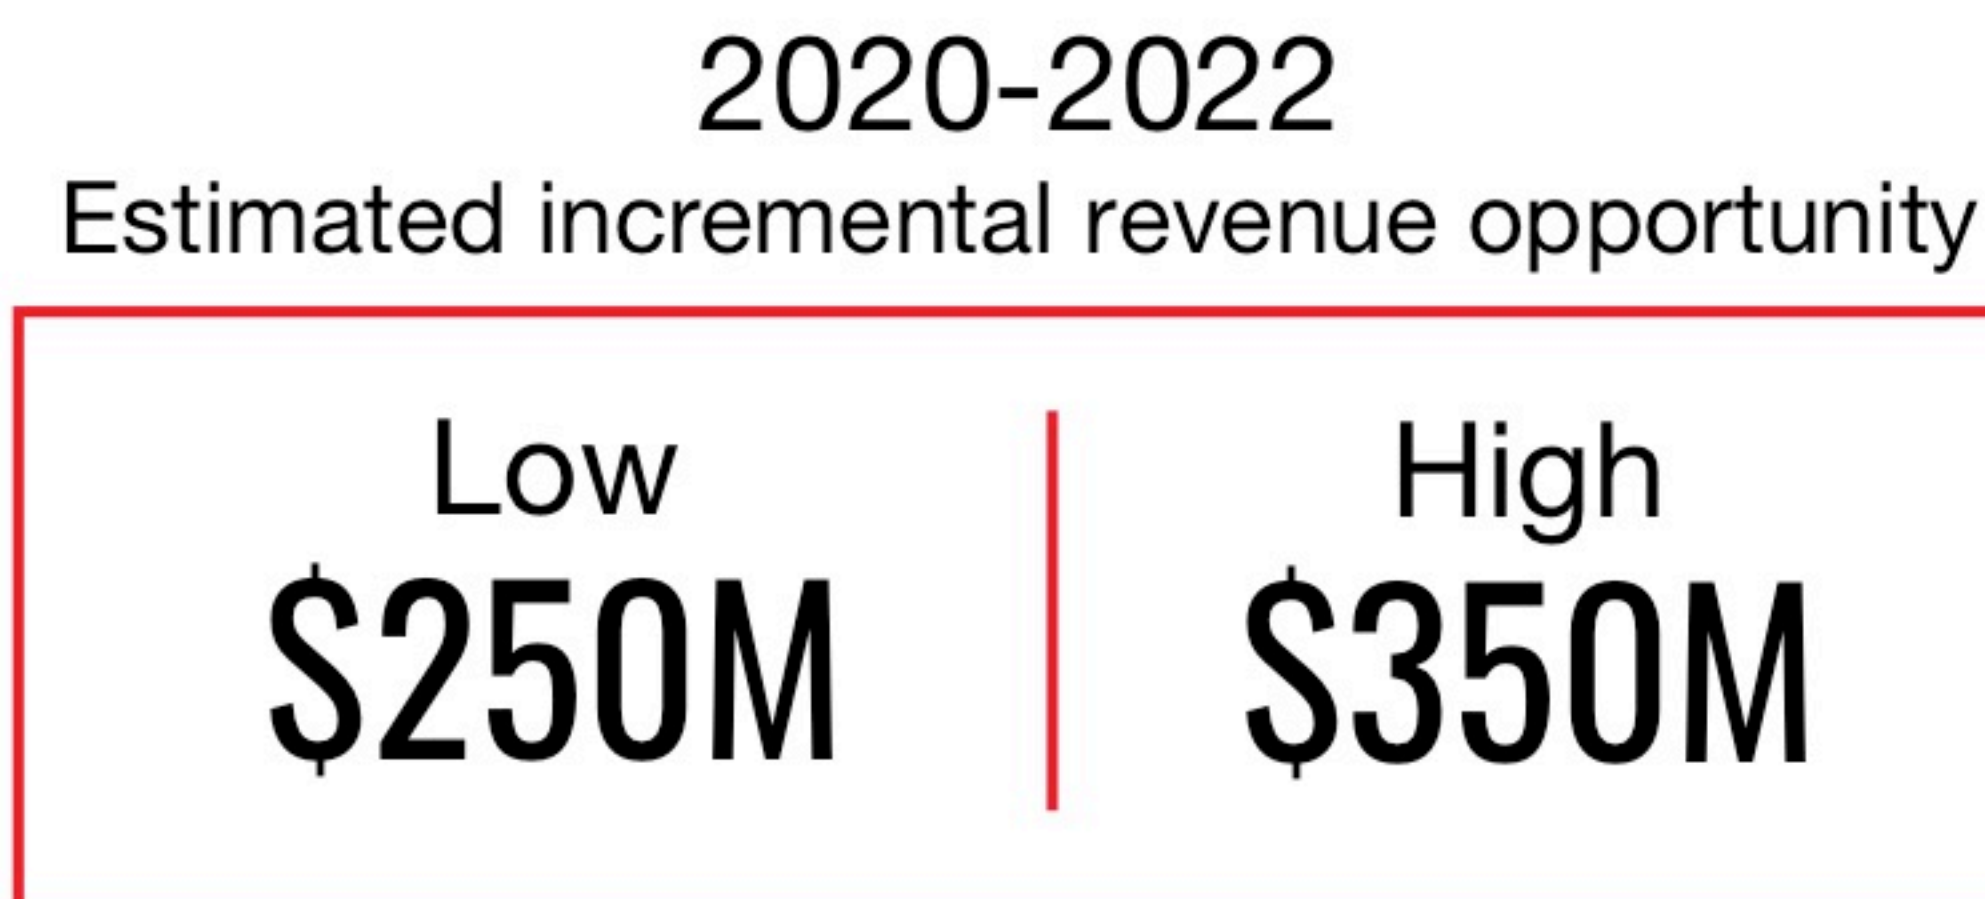 2020-2022
Estimated incremental revenue opportunity
Low
High
$250M
$350M